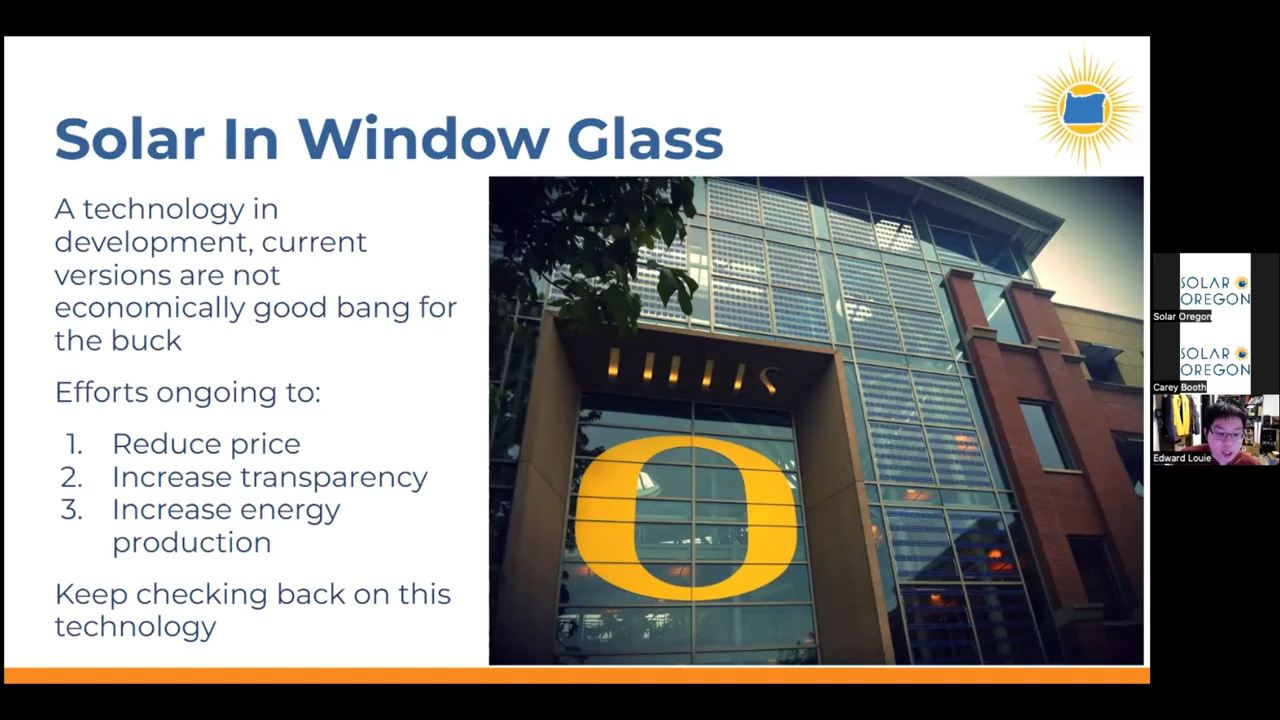 Solar In Window Glass
A technology in
development, current
versions are not
economically good bang for
the buck
Efforts ongoing to:
1. Reduce price
2. Increase transparency
3. Increase energy
production
Keep checking back on this
technology
LILLIS
O
SOLAR
OREGON
Solar Oregon
SOLAR
OREGON
Carey Booth
Edward Louie